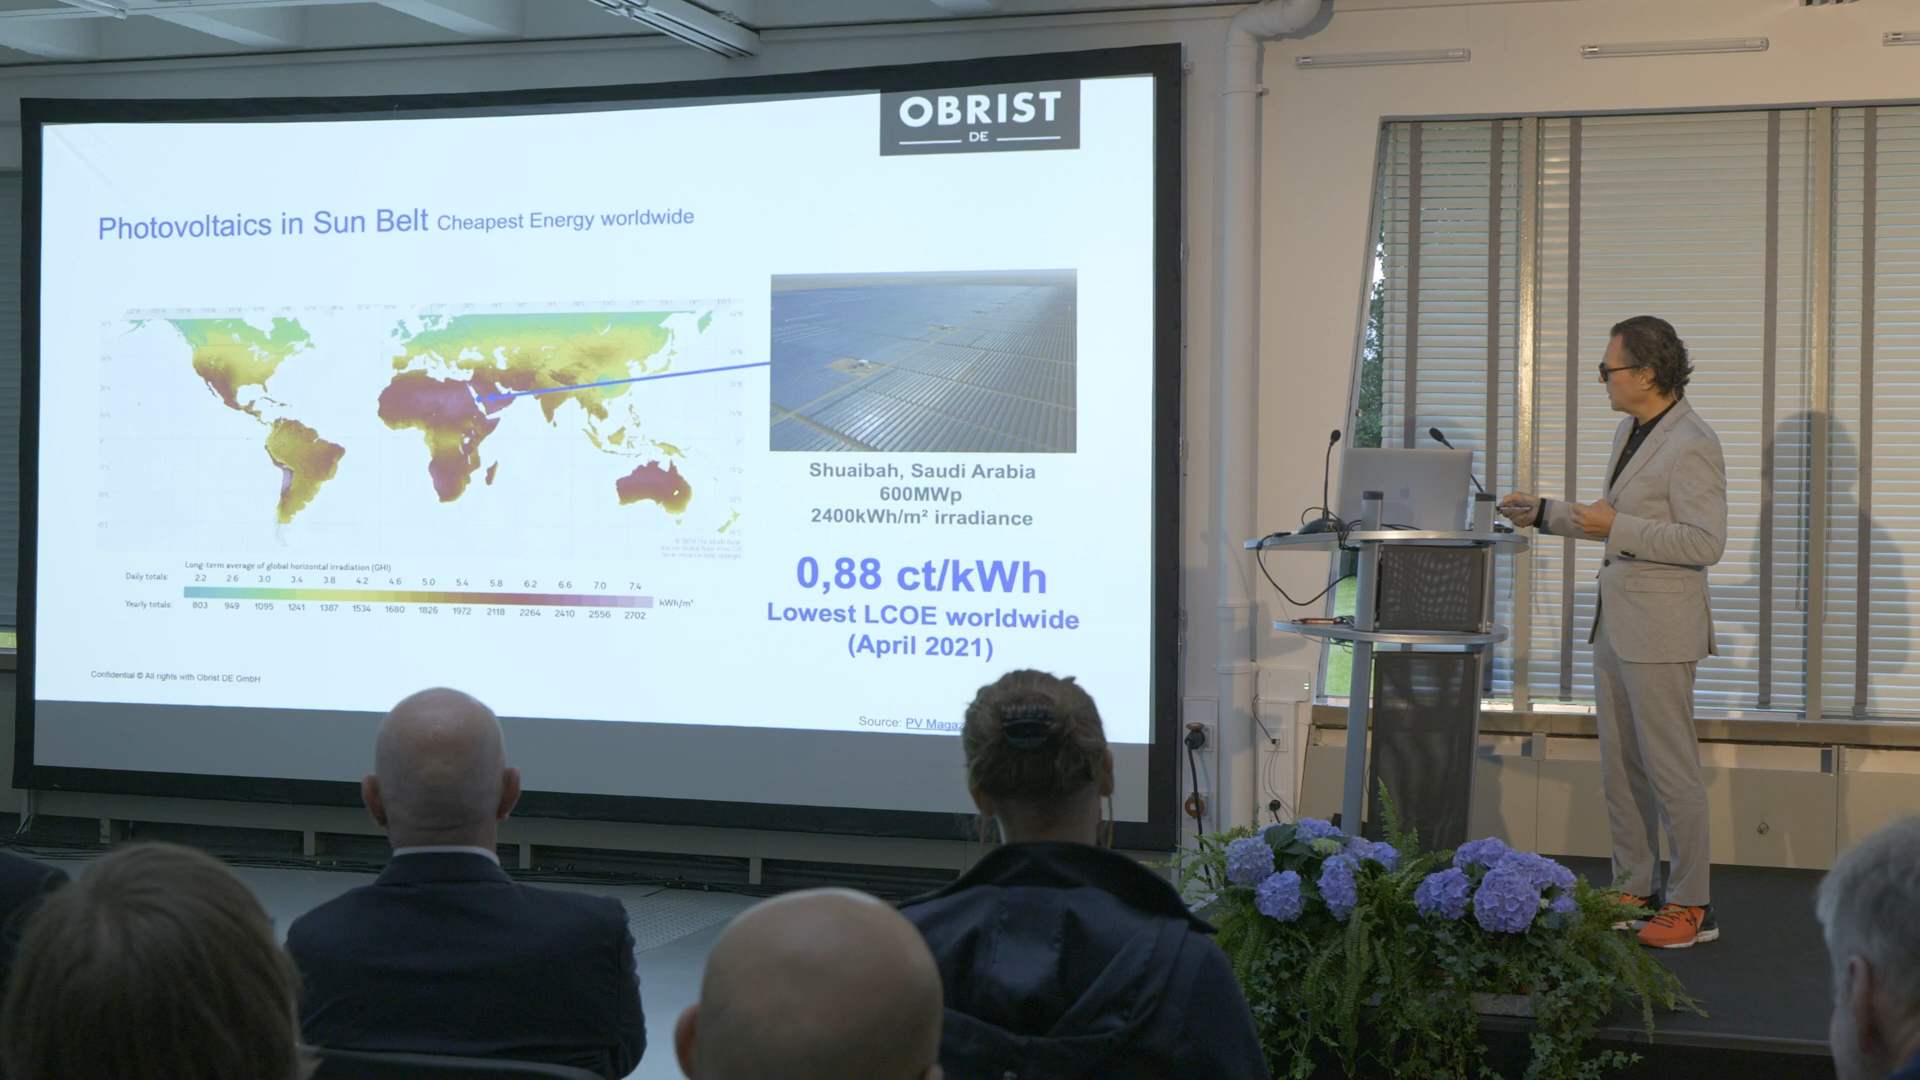 OBRIST
DE
Photovoltaics in Sun Belt Cheapest Energy worldwide
Shuaibah, Saudi Arabia
600MWp
2400kWh/m² irradiance
0,88 ct/kWh
Lowest LCOE worldwide
(April 2021)
Long-term average of global horizontal irradiation (GHI)
Daily totals: 2.2 2.6 3.0 3.4 3.8 4.2 4.6 5.0 5.4 5.8 6.2 6.6 7.0 7.4
kWh/m²
Yearly totals: 803 949 1095 1241 1387 1534 1680 1826 1972 2118 2264 2410 2556 2702
Confidential © All rights with Obrist DE GmbH
Source: PV